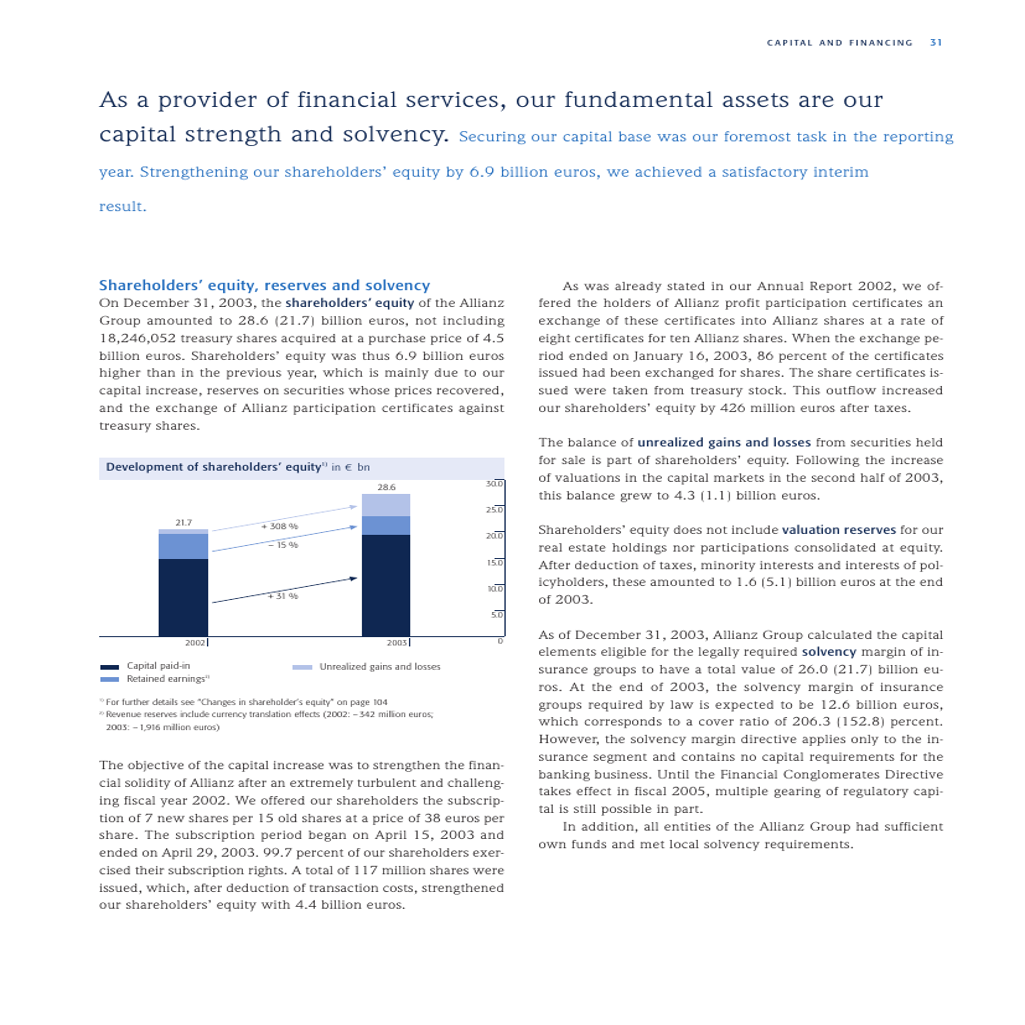 CAPITAL AND FINANCING 31
As a provider of financial services, our fundamental assets are our
capital strength and solvency. Securing our capital base was our foremost task in the reporting
year. Strengthening our shareholders' equity by 6.9 billion euros, we achieved a satisfactory interim
result.
Shareholders' equity, reserves and solvency
On December 31, 2003, the shareholders' equity of the Allianz
Group amounted to 28.6 (21.7) billion euros, not including
18,246,052 treasury shares acquired at a purchase price of 4.5
billion euros. Shareholders' equity was thus 6.9 billion euros
higher than in the previous year, which is mainly due to our
capital increase, reserves on securities whose prices recovered,
and the exchange of Allianz participation certificates against
treasury shares.
Development of shareholders' equity¹⁾ in € bn
30.0
28.6
25.0
21.7
+ 308 %
20.0
– 15 %
15.0
10.0
+ 31 %
5.0
0
2002
2003
Capital paid-in
Unrealized gains and losses
Retained earnings²⁾
¹⁾ For further details see "Changes in shareholder's equity" on page 104
²⁾ Revenue reserves include currency translation effects (2002: –342 million euros;
2003: –1,916 million euros)
The objective of the capital increase was to strengthen the finan-
cial solidity of Allianz after an extremely turbulent and challeng-
ing fiscal year 2002. We offered our shareholders the subscrip-
tion of 7 new shares per 15 old shares at a price of 38 euros per
share. The subscription period began on April 15, 2003 and
ended on April 29, 2003. 99.7 percent of our shareholders exer-
cised their subscription rights. A total of 117 million shares were
issued, which, after deduction of transaction costs, strengthened
our shareholders' equity with 4.4 billion euros.
As was already stated in our Annual Report 2002, we of-
fered the holders of Allianz profit participation certificates an
exchange of these certificates into Allianz shares at a rate of
eight certificates for ten Allianz shares. When the exchange pe-
riod ended on January 16, 2003, 86 percent of the certificates
issued had been exchanged for shares. The share certificates is-
sued were taken from treasury stock. This outflow increased
our shareholders' equity by 426 million euros after taxes.
The balance of unrealized gains and losses from securities held
for sale is part of shareholders' equity. Following the increase
of valuations in the capital markets in the second half of 2003,
this balance grew to 4.3 (1.1) billion euros.
Shareholders' equity does not include valuation reserves for our
real estate holdings nor participations consolidated at equity.
After deduction of taxes, minority interests and interests of pol-
icyholders, these amounted to 1.6 (5.1) billion euros at the end
of 2003.
As of December 31, 2003, Allianz Group calculated the capital
elements eligible for the legally required solvency margin of in-
surance groups to have a total value of 26.0 (21.7) billion eu-
ros. At the end of 2003, the solvency margin of insurance
groups required by law is expected to be 12.6 billion euros,
which corresponds to a cover ratio of 206.3 (152.8) percent.
However, the solvency margin directive applies only to the in-
surance segment and contains no capital requirements for the
banking business. Until the Financial Conglomerates Directive
takes effect in fiscal 2005, multiple gearing of regulatory capi-
tal is still possible in part.
In addition, all entities of the Allianz Group had sufficient
own funds and met local solvency requirements.